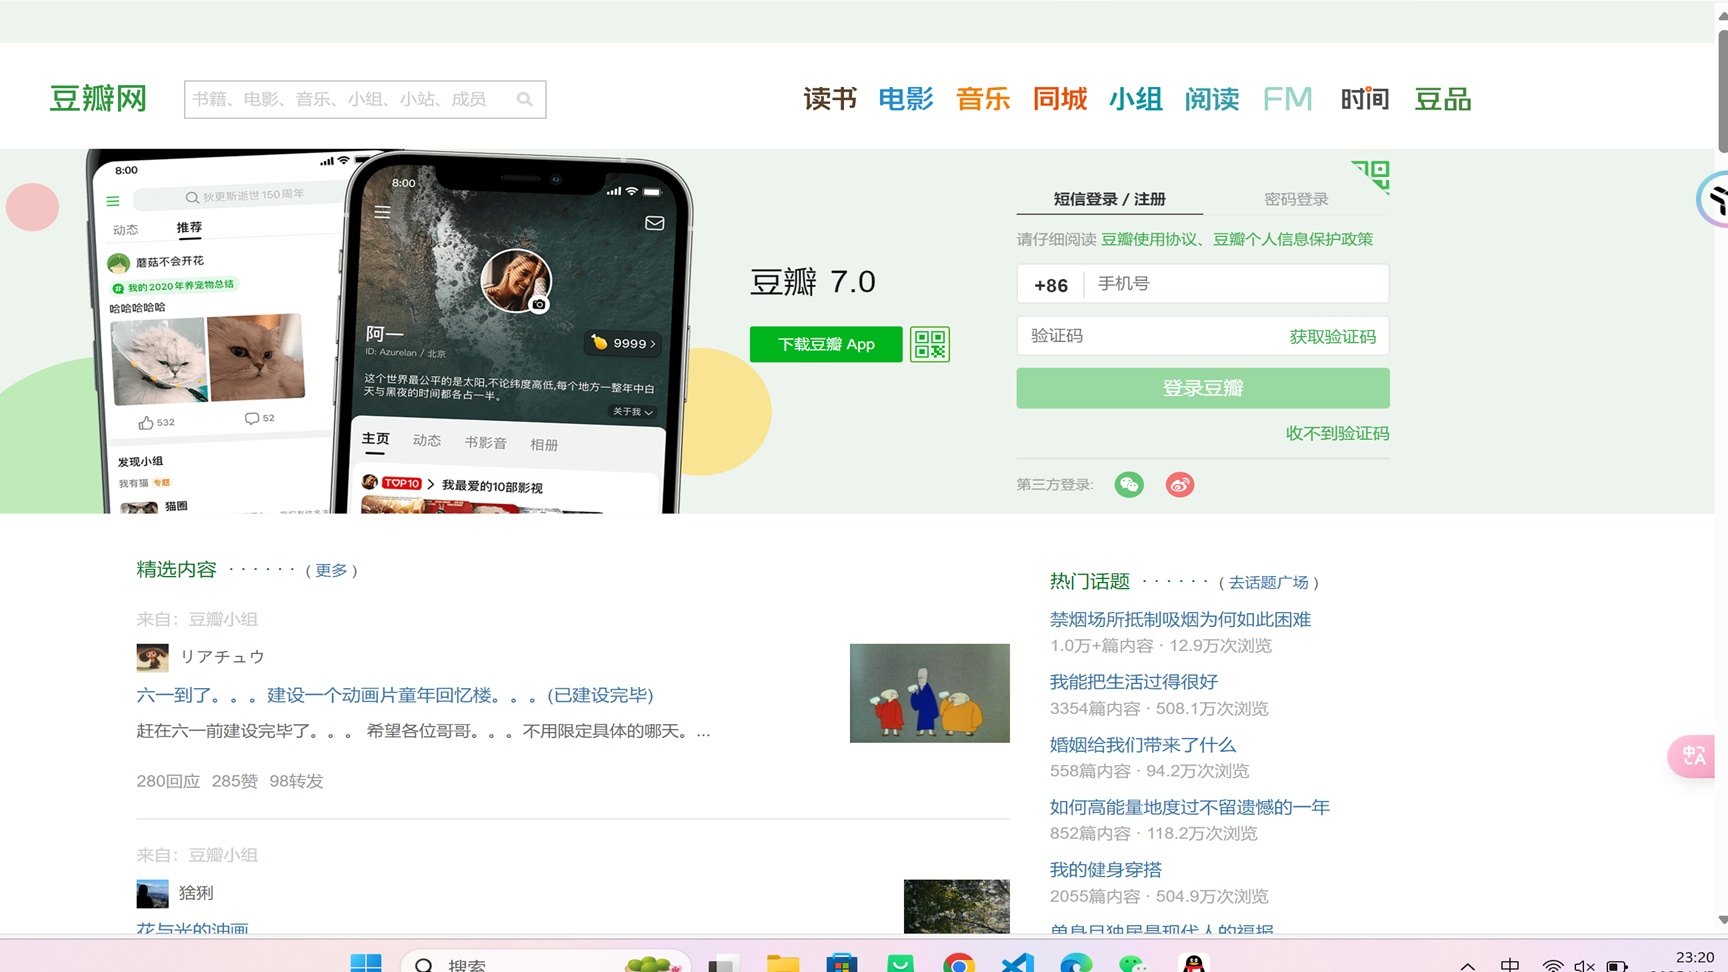 豆瓣网
书籍、电影、音乐、小组、小站、成员
读书 电影 音乐 同城 小组 阅读 FM 时间 豆品
8:00
狄更斯逝世150周年
动态 推荐
蘑菇不会开花
我的2020年养宠物总结
哈哈哈哈哈
532 52
发现小组
我有猫 专题
猫圈
8:00
阿一
ID: Azurelan / 北京
9999
这个世界最公平的是太阳,不论纬度高低,每个地方一整年中白
天与黑夜的时间都各占一半。
关于我
主页 动态 书影音 相册
TOP10 我最爱的10部影视
豆瓣 7.0
下载豆瓣 App
短信登录 / 注册 密码登录
请仔细阅读 豆瓣使用协议、豆瓣个人信息保护政策
+86 手机号
验证码 获取验证码
登录豆瓣
收不到验证码
第三方登录:
精选内容 · · · · · · ( 更多 )
来自：豆瓣小组
リアチュウ
六一到了。。。建设一个动画片童年回忆楼。。。(已建设完毕)
赶在六一前建设完毕了。。。 希望各位哥哥。。。不用限定具体的哪天。...
280回应 285赞 98转发
来自：豆瓣小组
猞猁
花与光的油画
热门话题 · · · · · · ( 去话题广场 )
禁烟场所抵制吸烟为何如此困难
1.0万+篇内容 · 12.9万次浏览
我能把生活过得很好
3354篇内容 · 508.1万次浏览
婚姻给我们带来了什么
558篇内容 · 94.2万次浏览
如何高能量地度过不留遗憾的一年
852篇内容 · 118.2万次浏览
我的健身穿搭
2055篇内容 · 504.9万次浏览
单身且独居是现代人的福报
中A
搜索
中
23:20